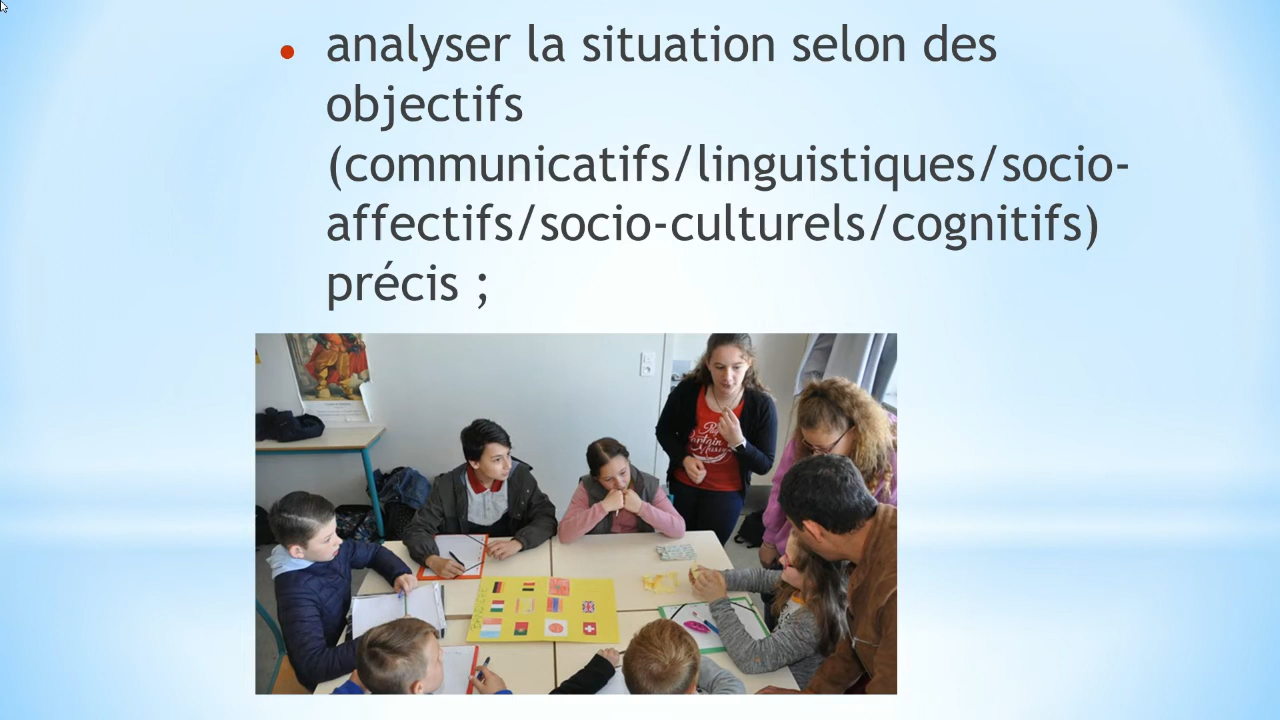 • analyser la situation selon des
objectifs
(communicatifs/linguistiques/socio-
affectifs/socio-culturels/cognitifs)
précis ;